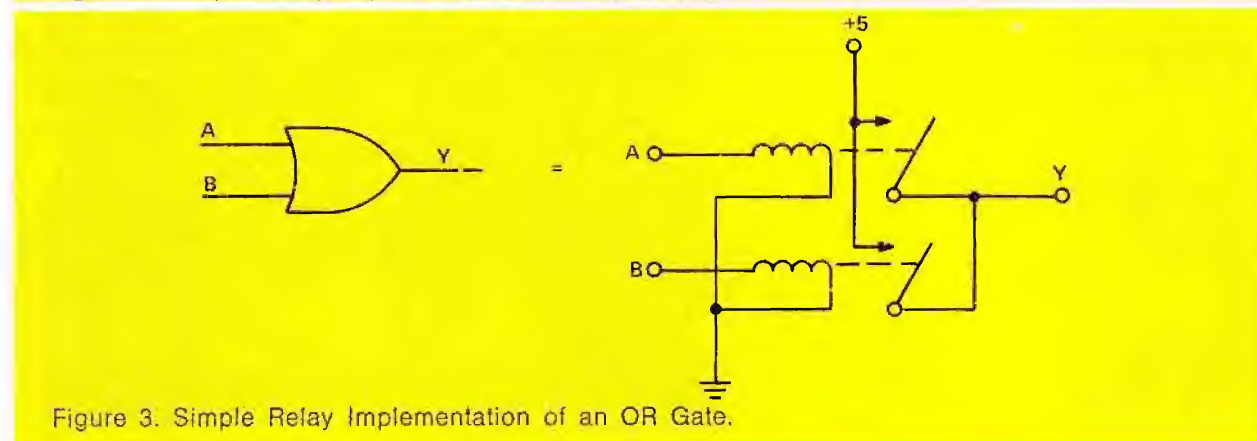 +5
A
B
Y
=
A
B
Y
Figure 3. Simple Relay Implementation of an OR Gate.